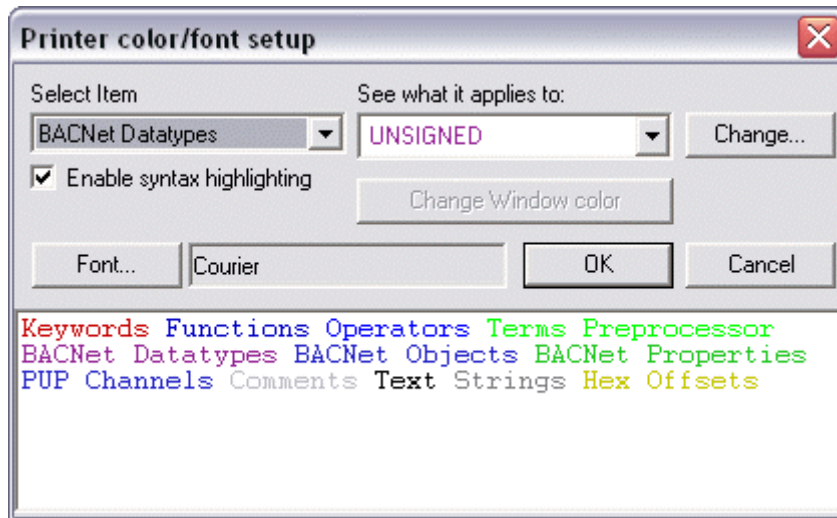 Printer color/font setup
Select Item See what it applies to:
BACNet Datatypes UNSIGNED Change...
Enable syntax highlighting
Change Window color
Font... Courier OK Cancel
Keywords Functions Operators Terms Preprocessor
BACNet Datatypes BACNet Objects BACNet Properties
PUP Channels Comments Text Strings Hex Offsets